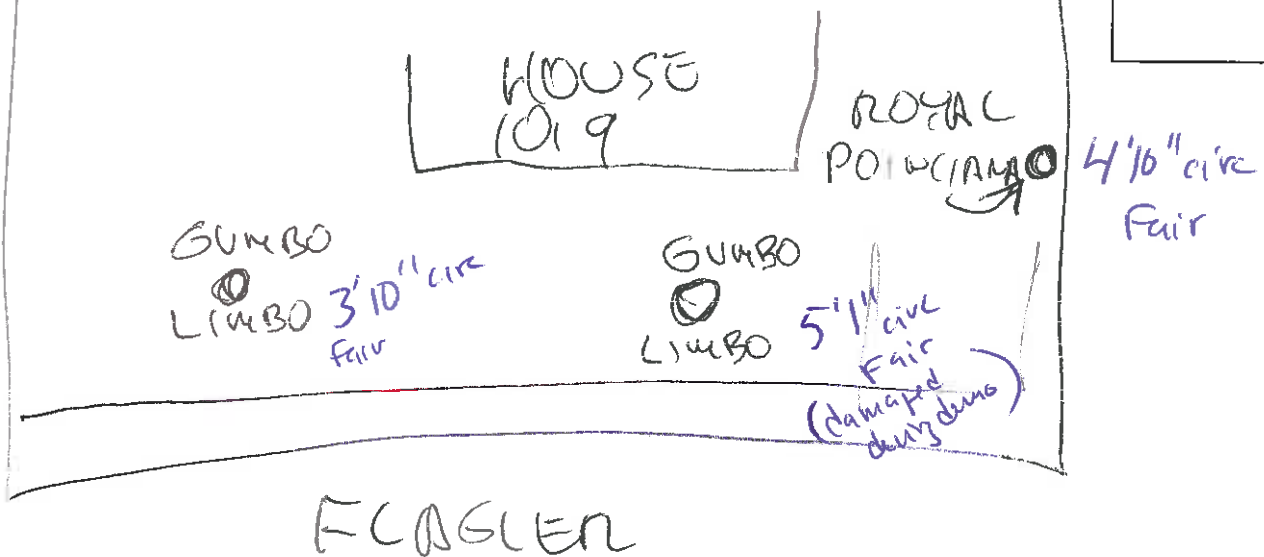 HOUSE
1019
ROYAL
POINCIANA
4'10" circ
Fair
GUMBO
LIMBO
3'10" circ
fair
GUMBO
LIMBO
5'1" circ
Fair
(damaged
demo)
FLAGLER